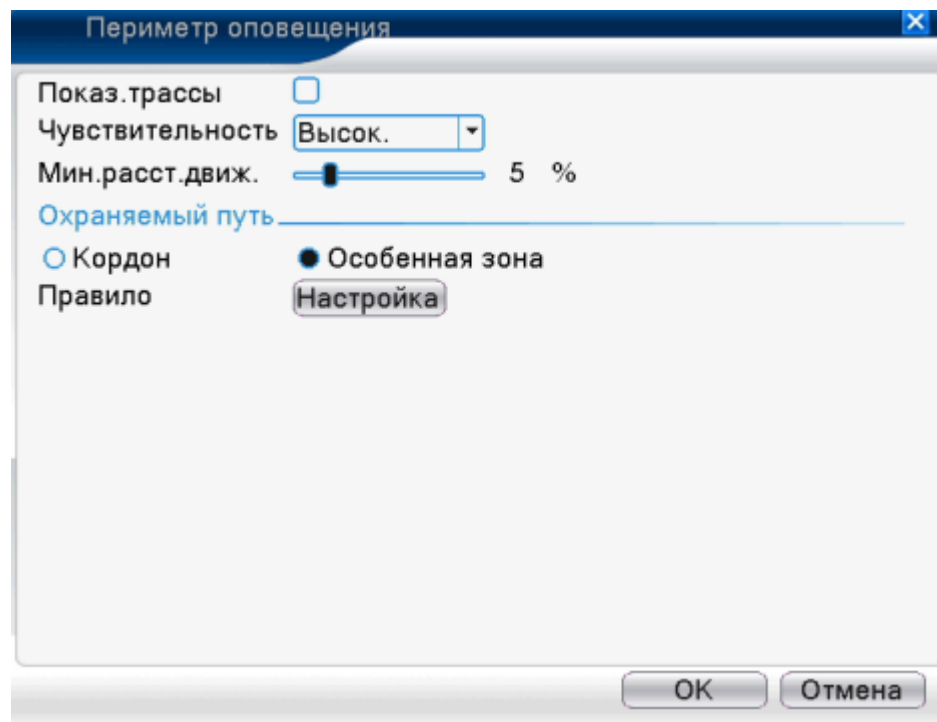 Периметр оповещения
Показ.трассы
Чувствительность Высок.
Мин.расст.движ. 5 %
Охраняемый путь
Кордон Особенная зона
Правило Настройка
OK Отмена